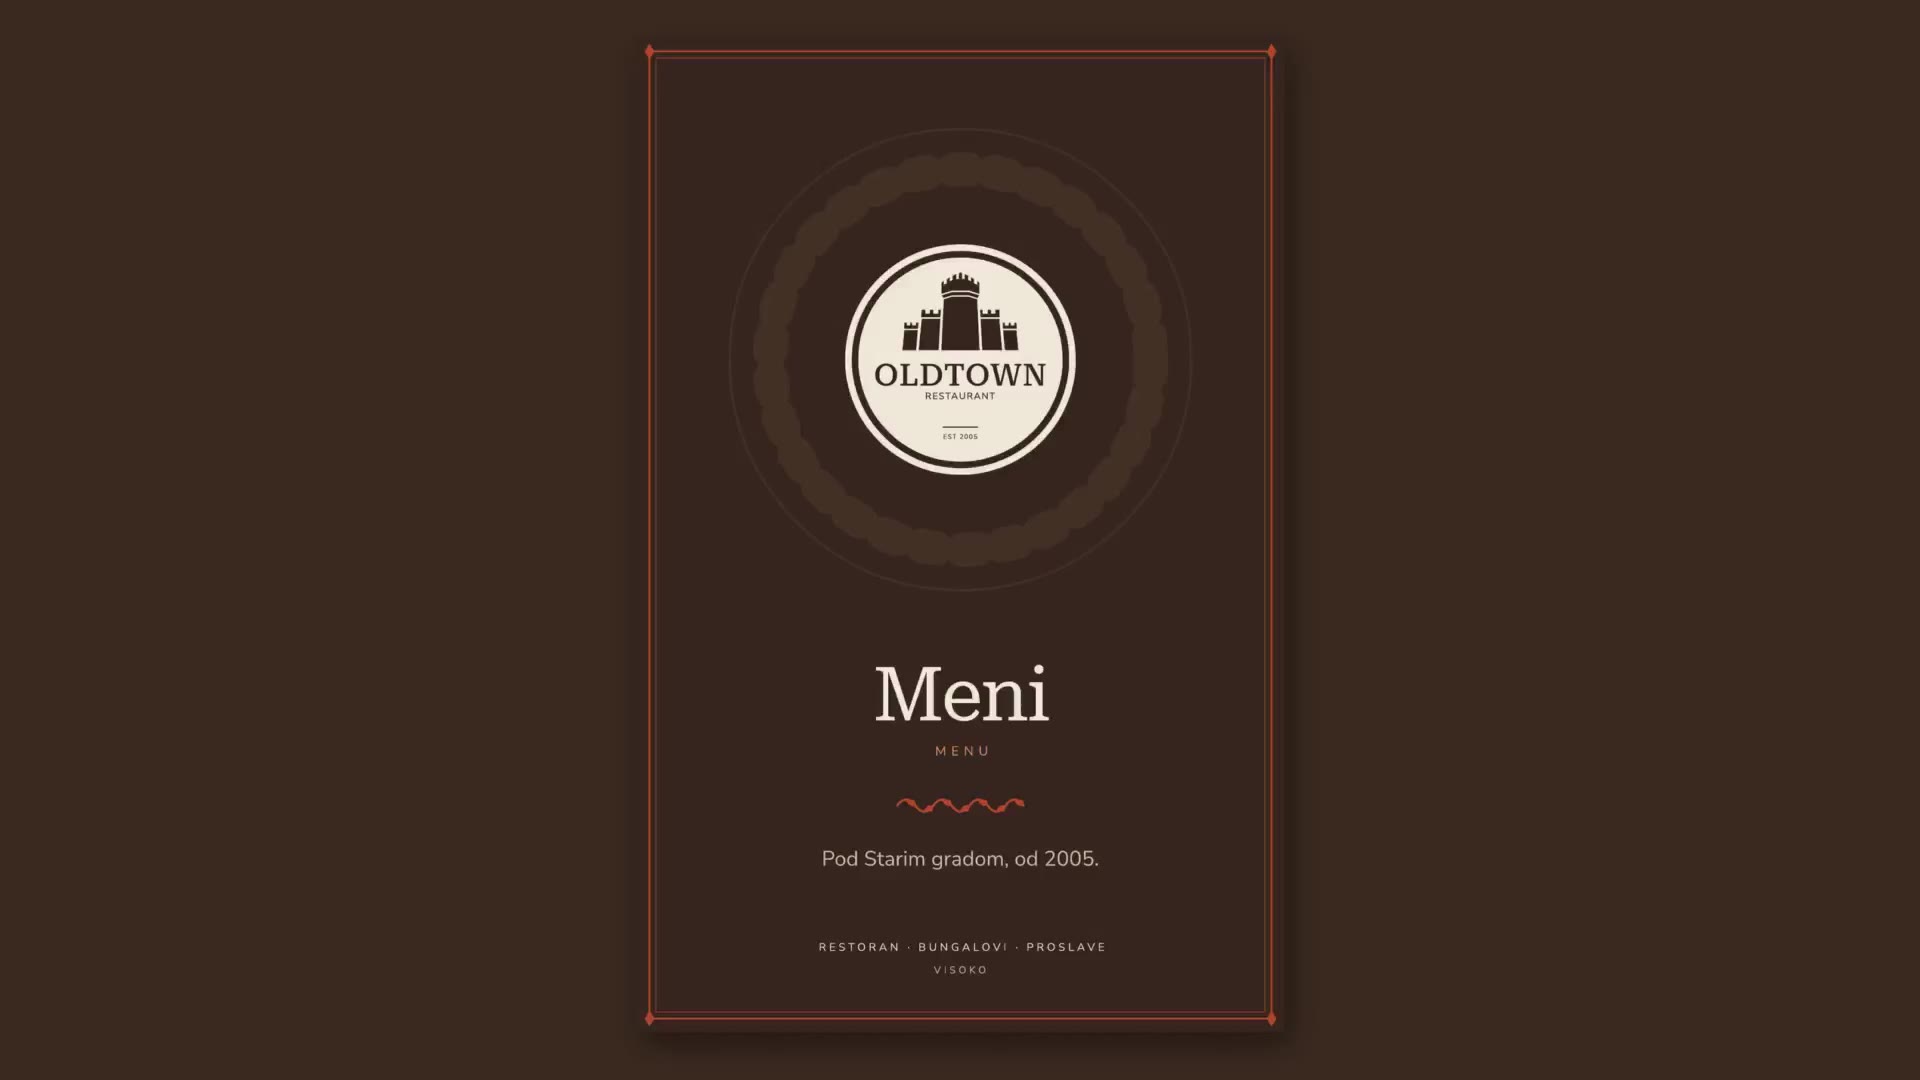 OLDTOWN
RESTAURANT
EST 2005
Meni
MENU
Pod Starim gradom, od 2005.
RESTORAN · BUNGALOVI · PROSLAVE
VISOKO